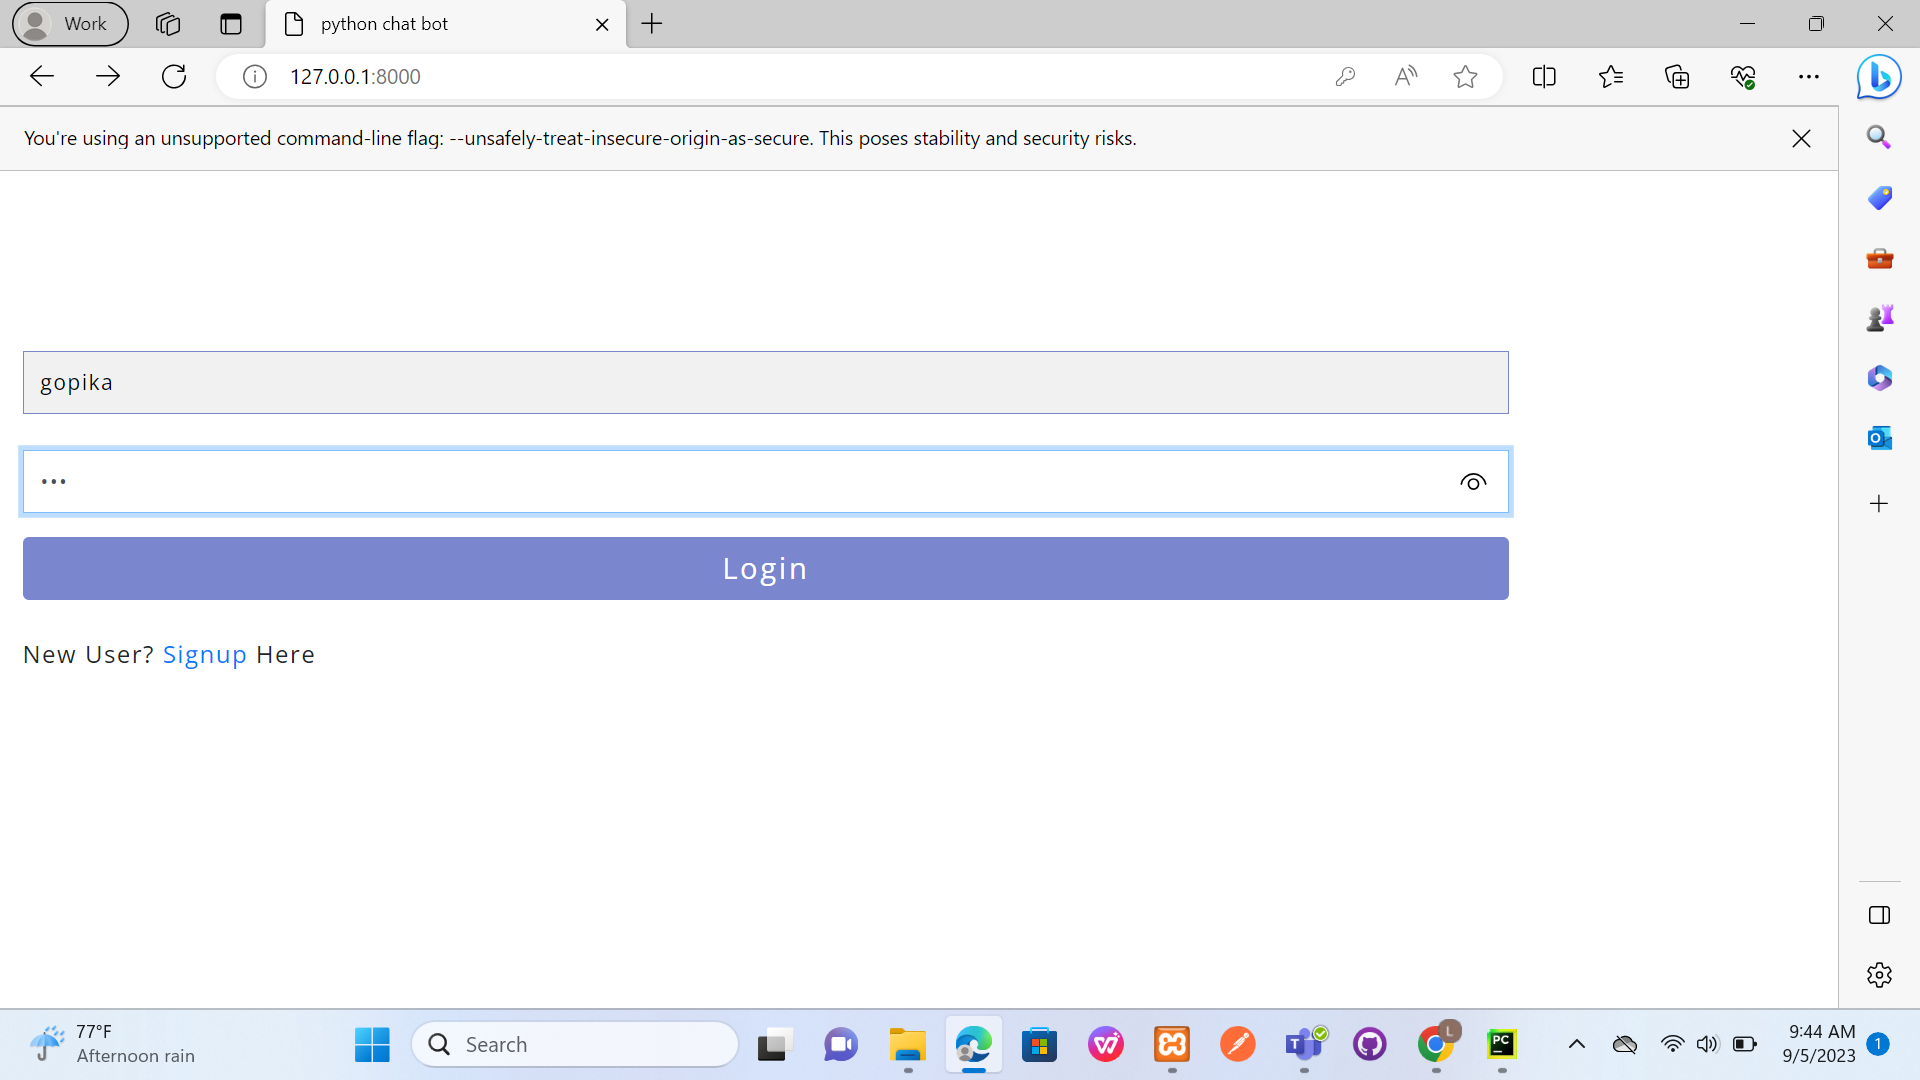 Work
python chat bot
127.0.0.1:8000
You're using an unsupported command-line flag: --unsafely-treat-insecure-origin-as-secure. This poses stability and security risks.
gopika
•••
Login
New User? Signup Here
77°F
Afternoon rain
Search
L
PC
9:44 AM
9/5/2023
1